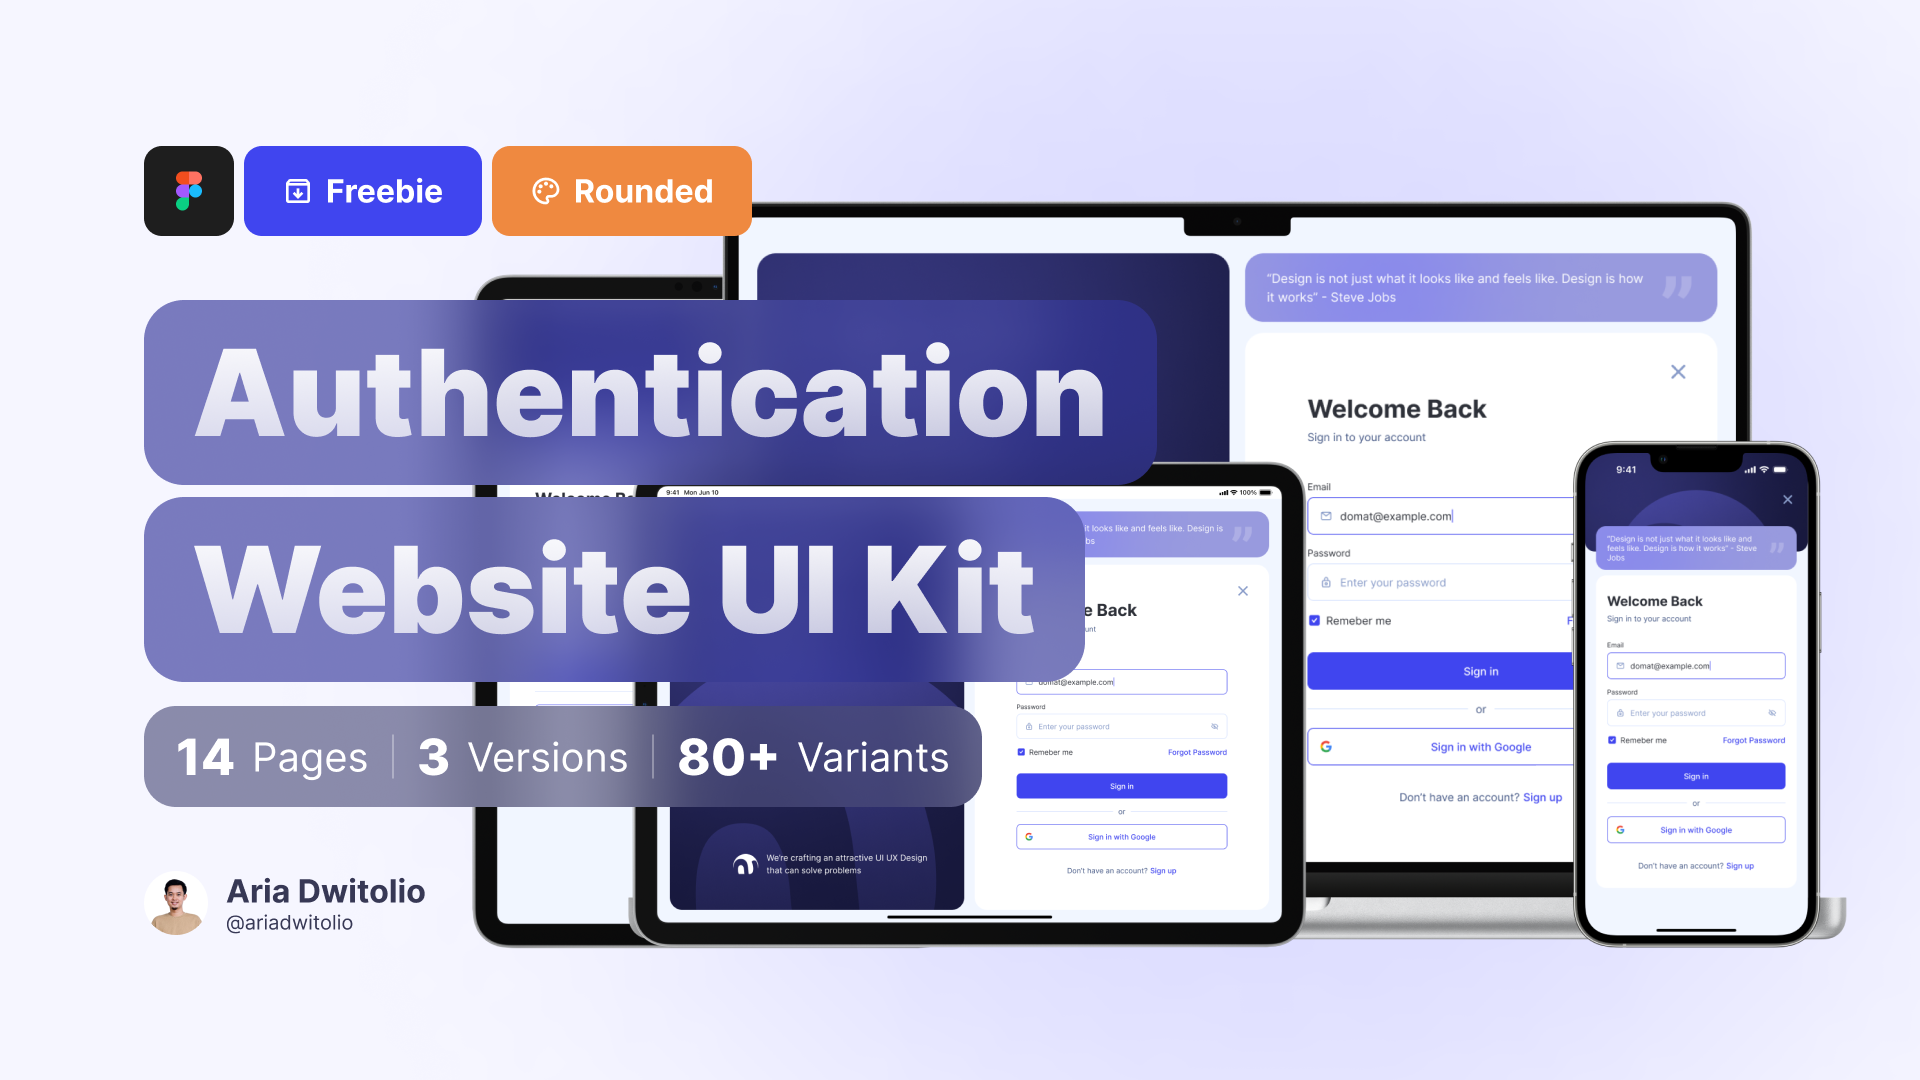 Freebie
Rounded
Authentication
Website UI Kit
14 Pages
3 Versions
80+ Variants
Aria Dwitolio
@ariadwitolio
“Design is not just what it looks like and feels like. Design is how
it works” - Steve Jobs
”
Welcome Back
Sign in to your account
Email
domat@example.com
Password
Enter your password
Remeber me
F
Sign in
or
Sign in with Google
Don't have an account? Sign up
9:41 Mon Jun 10
100%
it looks like and feels like. Design is
bs
”
e Back
unt
domat@example.com
Password
Enter your password
Remeber me
Forgot Password
Sign in
or
Sign in with Google
Don't have an account? Sign up
We're crafting an attractive UI UX Design
that can solve problems
9:41
“Design is not just what it looks like and
feels like. Design is how it works” - Steve
Jobs
”
Welcome Back
Sign in to your account
Email
domat@example.com
Password
Enter your password
Remeber me
Forgot Password
Sign in
or
Sign in with Google
Don't have an account? Sign up